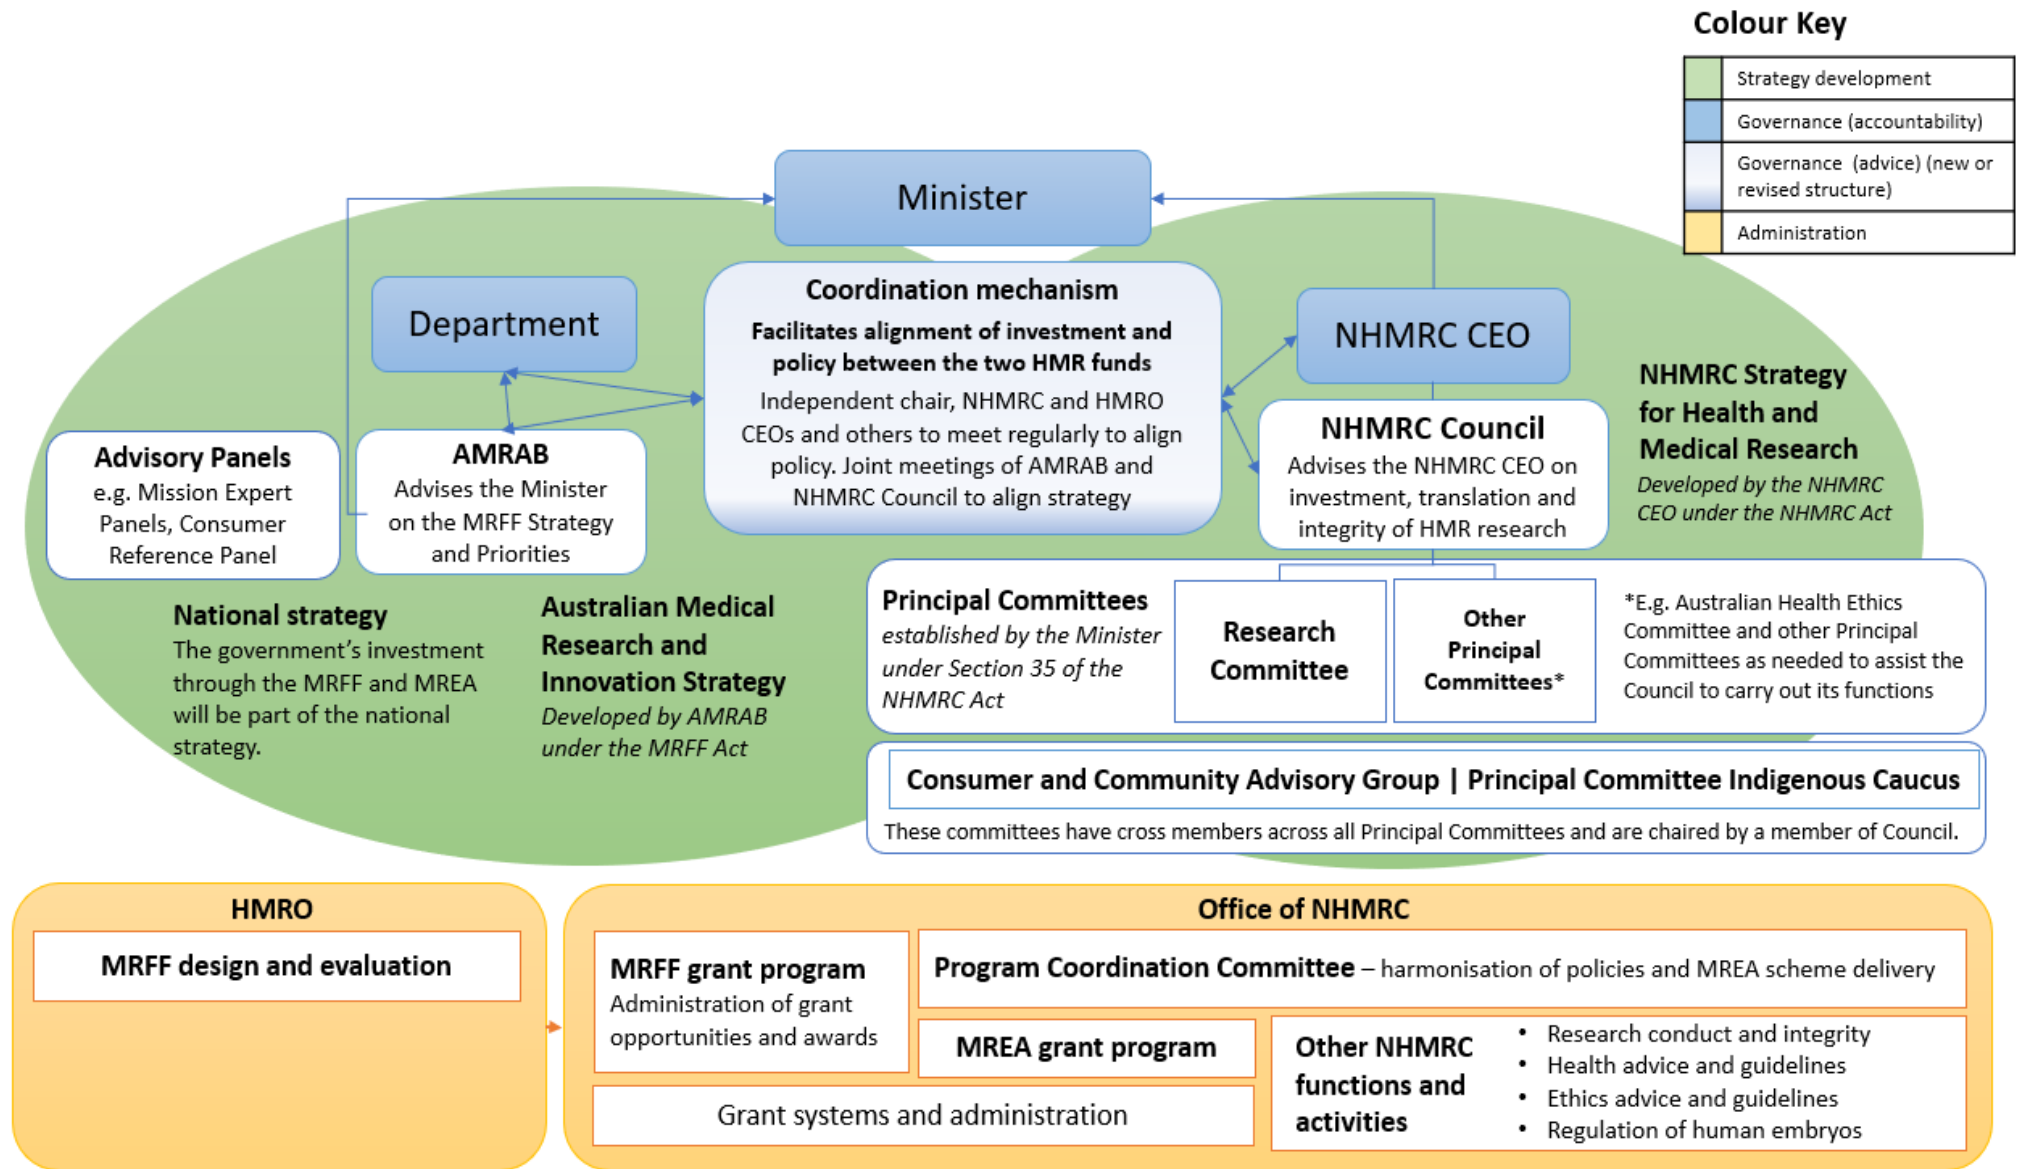 Colour Key
Strategy development
Governance (accountability)
Governance (advice) (new or
revised structure)
Administration
Minister
Department
Coordination mechanism
Facilitates alignment of investment and
policy between the two HMR funds
Independent chair, NHMRC and HMRO
CEOs and others to meet regularly to align
policy. Joint meetings of AMRAB and
NHMRC Council to align strategy
NHMRC CEO
NHMRC Strategy
for Health and
Medical Research
Developed by the NHMRC
CEO under the NHMRC Act
Advisory Panels
e.g. Mission Expert
Panels, Consumer
Reference Panel
AMRAB
Advises the Minister
on the MRFF Strategy
and Priorities
NHMRC Council
Advises the NHMRC CEO on
investment, translation and
integrity of HMR research
National strategy
The government’s investment
through the MRFF and MREA
will be part of the national
strategy.
Australian Medical
Research and
Innovation Strategy
Developed by AMRAB
under the MRFF Act
Principal Committees
established by the Minister
under Section 35 of the
NHMRC Act
Research
Committee
Other
Principal
Committees*
*E.g. Australian Health Ethics
Committee and other Principal
Committees as needed to assist the
Council to carry out its functions
Consumer and Community Advisory Group | Principal Committee Indigenous Caucus
These committees have cross members across all Principal Committees and are chaired by a member of Council.
HMRO
MRFF design and evaluation
Office of NHMRC
MRFF grant program
Administration of grant
opportunities and awards
Program Coordination Committee – harmonisation of policies and MREA scheme delivery
MREA grant program
Grant systems and administration
Other NHMRC
functions and
activities
• Research conduct and integrity
• Health advice and guidelines
• Ethics advice and guidelines
• Regulation of human embryos